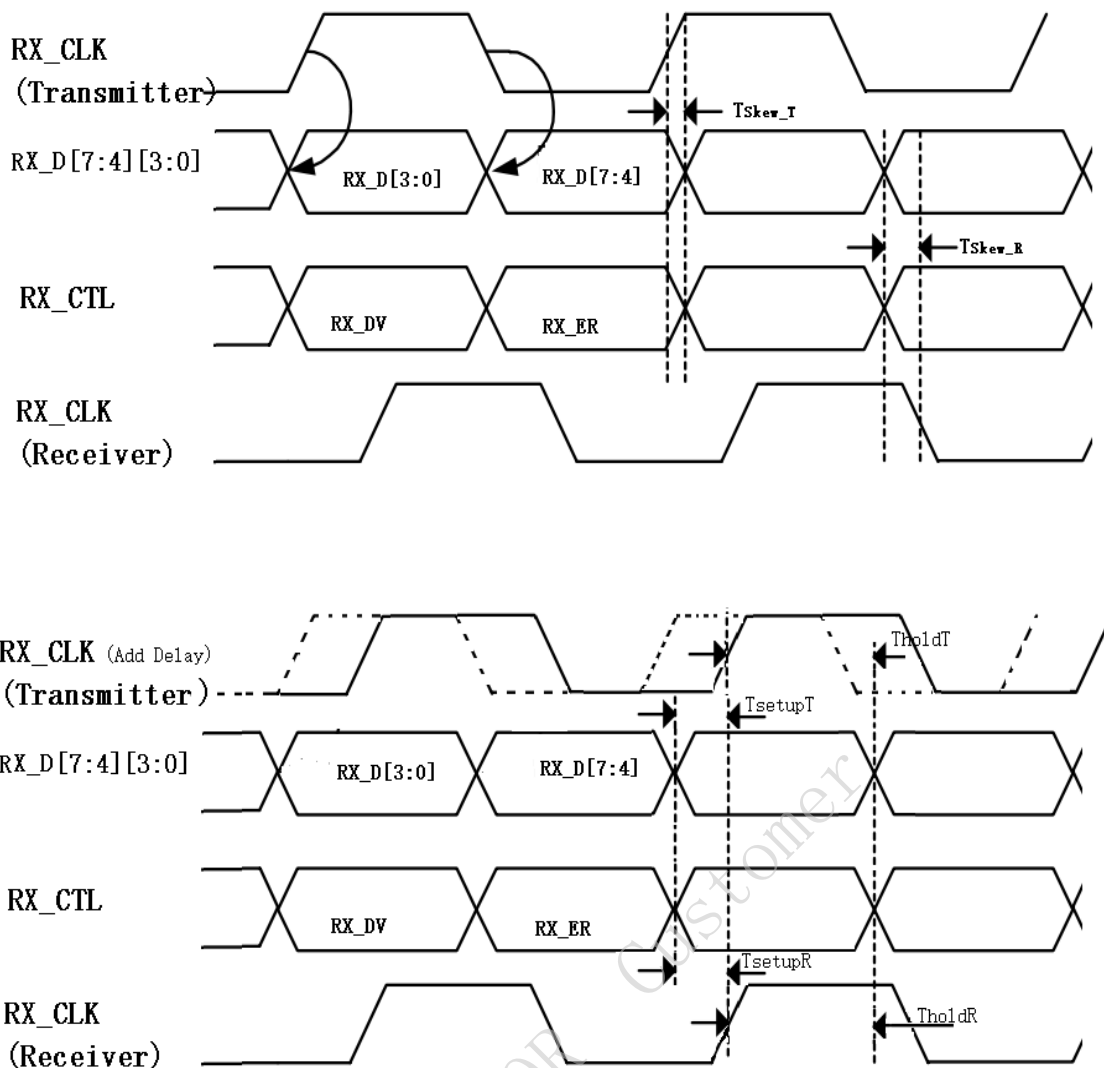 RX_CLK
(Transmitter)
TSkew_T
RX_D[7:4][3:0]
RX_D[3:0]
RX_D[7:4]
TSkew_R
RX_CTL
RX_DV
RX_ER
RX_CLK
(Receiver)
RX_CLK (Add Delay)
(Transmitter)
TholdT
TsetupT
RX_D[7:4][3:0]
RX_D[3:0]
RX_D[7:4]
RX_CTL
RX_DV
RX_ER
TsetupR
RX_CLK
(Receiver)
TholdR
OR Customer